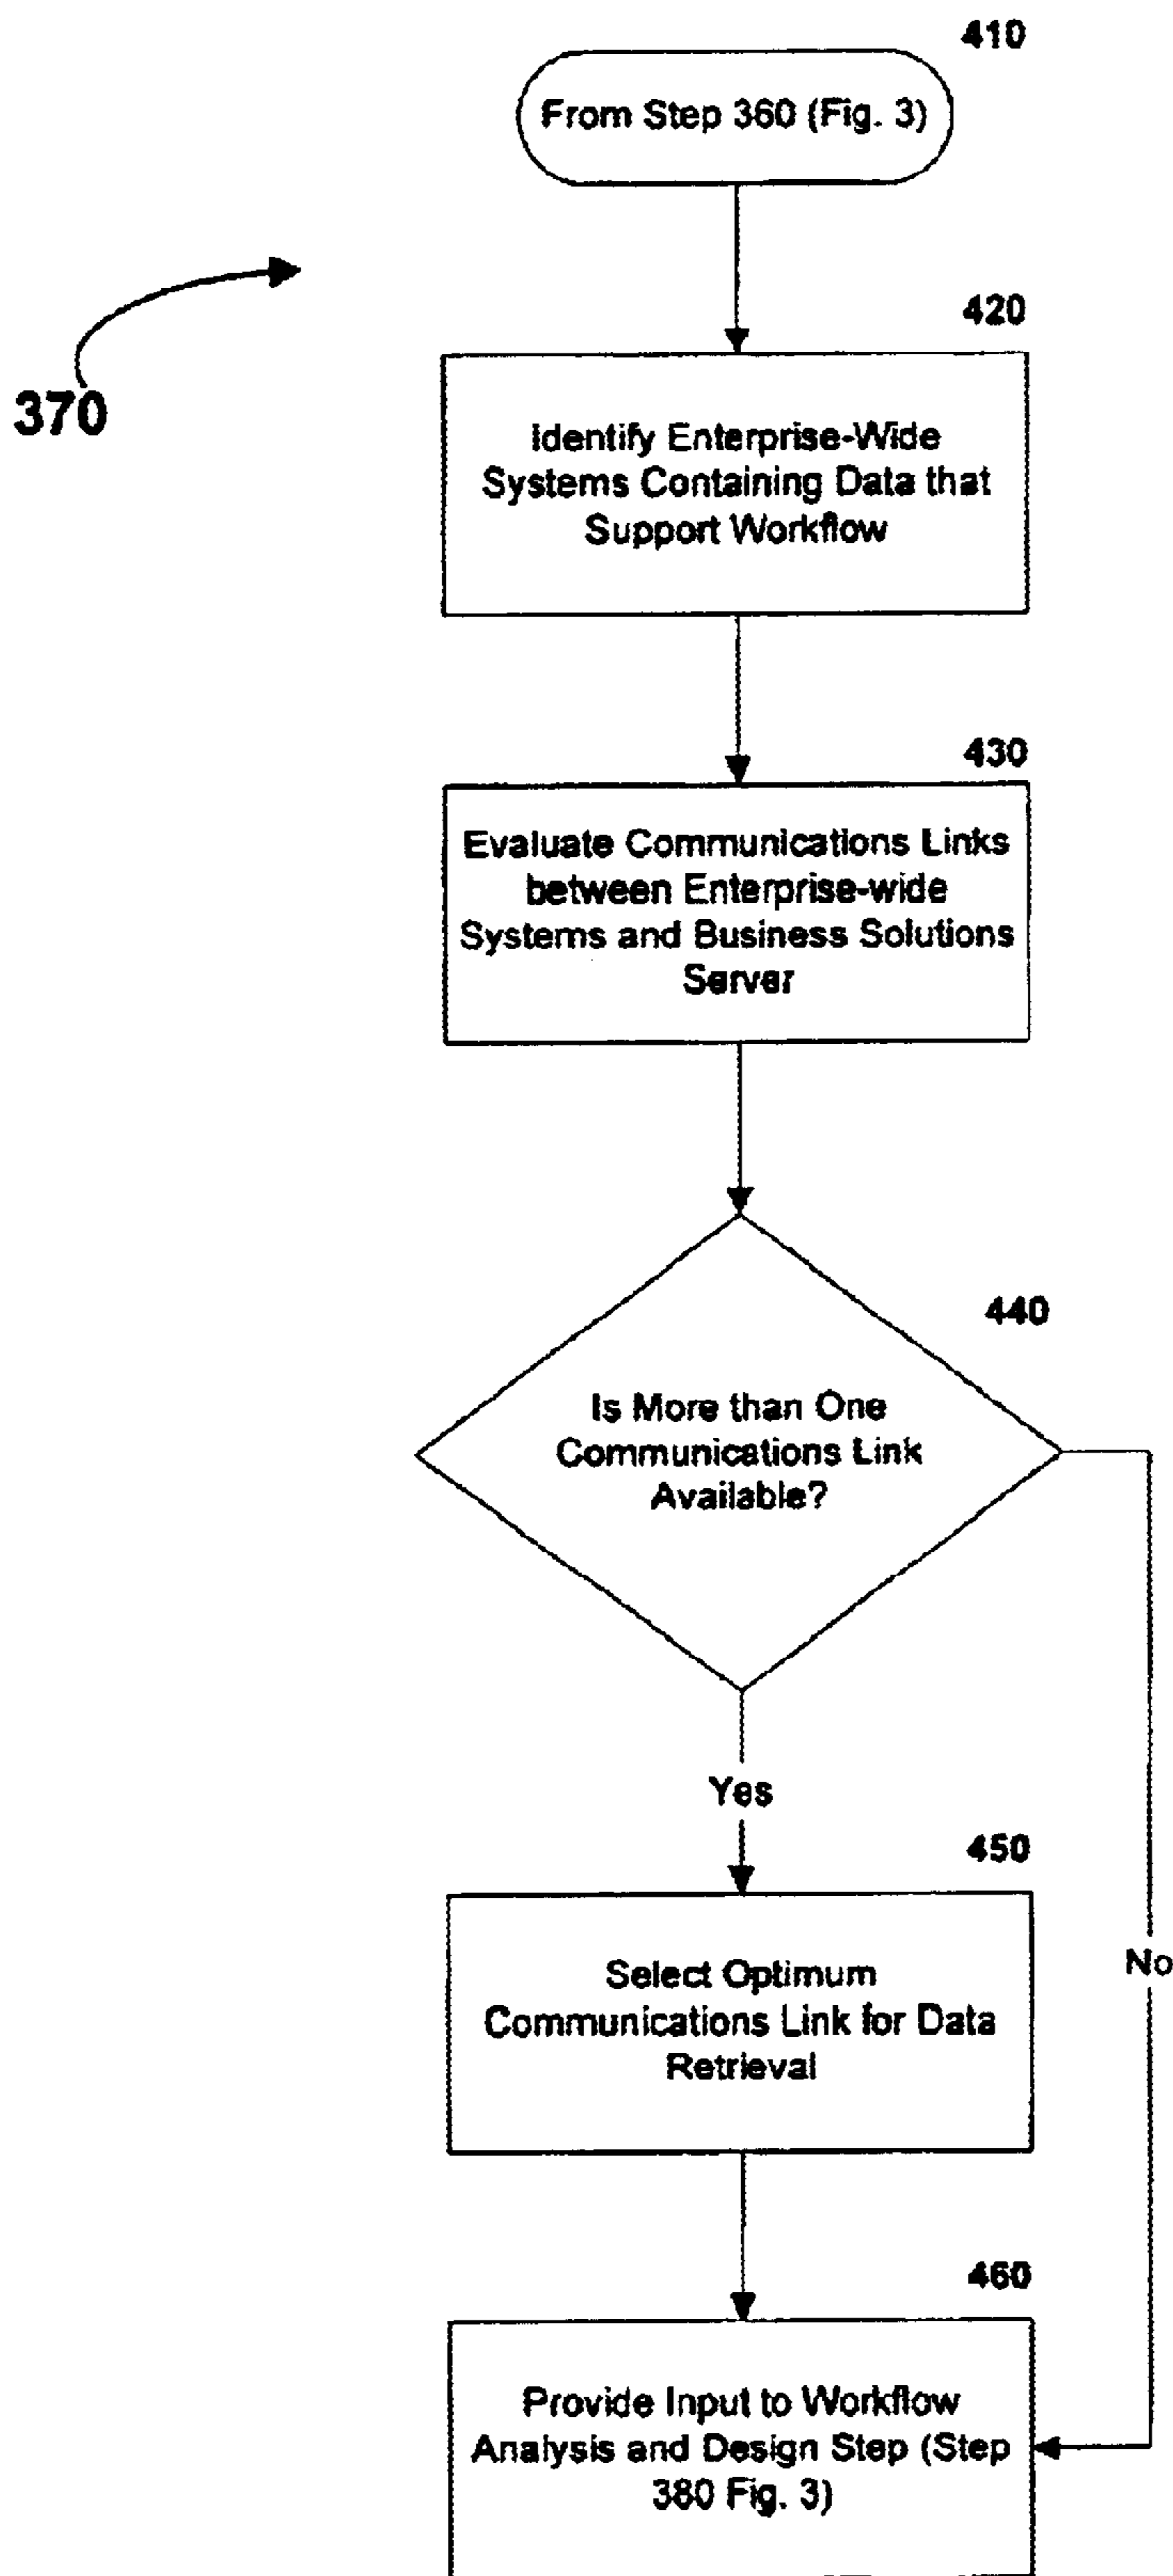 410
From Step 360 (Fig. 3)
370
420
Identify Enterprise-Wide
Systems Containing Data that
Support Workflow
430
Evaluate Communications Links
between Enterprise-wide
Systems and Business Solutions
Server
440
Is More than One
Communications Link
Available?
Yes
No
450
Select Optimum
Communications Link for Data
Retrieval
460
Provide Input to Workflow
Analysis and Design Step (Step
380 Fig. 3)